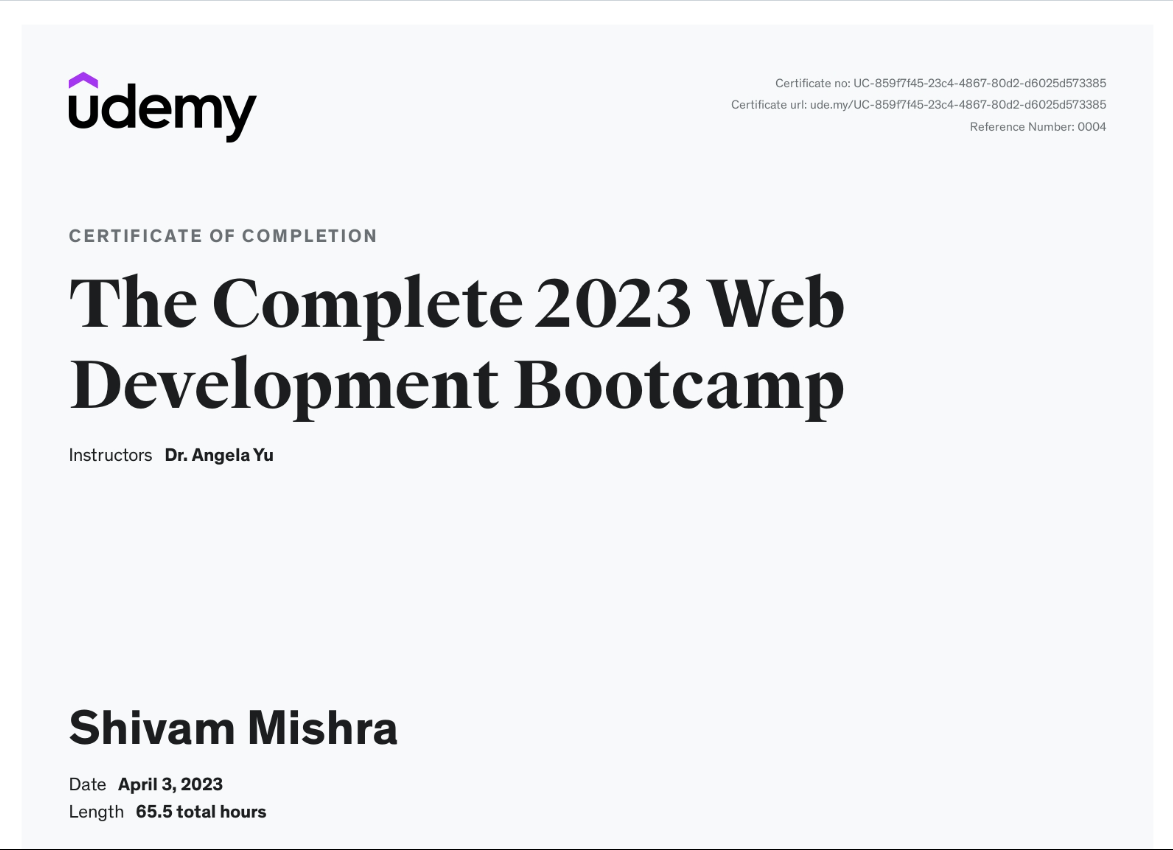 udemy
Certificate no: UC-859f7f45-23c4-4867-80d2-d6025d573385
Certificate url: ude.my/UC-859f7f45-23c4-4867-80d2-d6025d573385
Reference Number: 0004
CERTIFICATE OF COMPLETION
The Complete 2023 Web
Development Bootcamp
Instructors Dr. Angela Yu
Shivam Mishra
Date April 3, 2023
Length 65.5 total hours